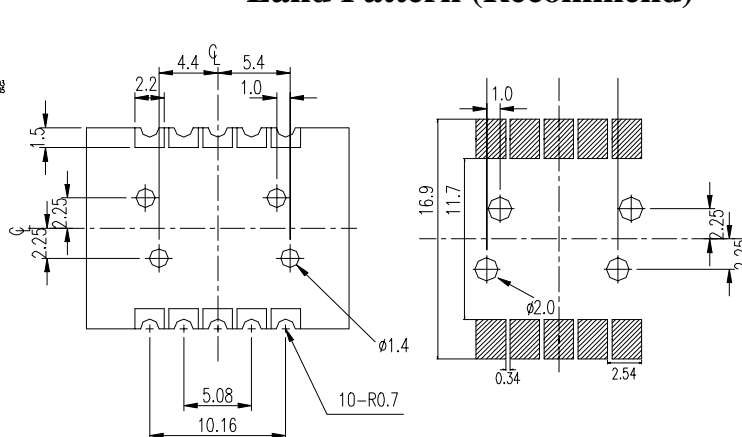 Land Pattern (Recommend)
4.4 ℄ 5.4
2.2 1.0
1.5
2.25
℄
2.25
ø1.4
5.08
10-R0.7
10.16
1.0
16.9
11.7
2.25
2.25
ø2.0
0.34
2.54